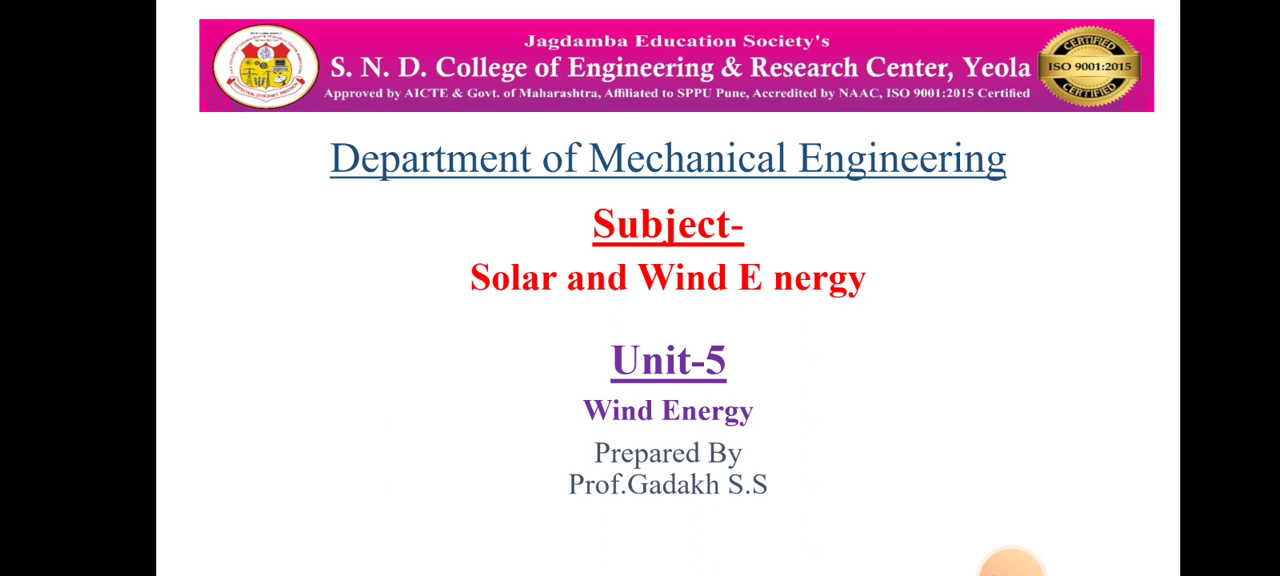 Jagdamba Education Society's
S. N. D. College of Engineering & Research Center, Yeola
Approved by AICTE & Govt. of Maharashtra, Affiliated to SPPU Pune, Accredited by NAAC, ISO 9001:2015 Certified
CERTIFIED
ISO 9001:2015
CERTIFIED
Department of Mechanical Engineering
Subject-
Solar and Wind E nergy
Unit-5
Wind Energy
Prepared By
Prof.Gadakh S.S